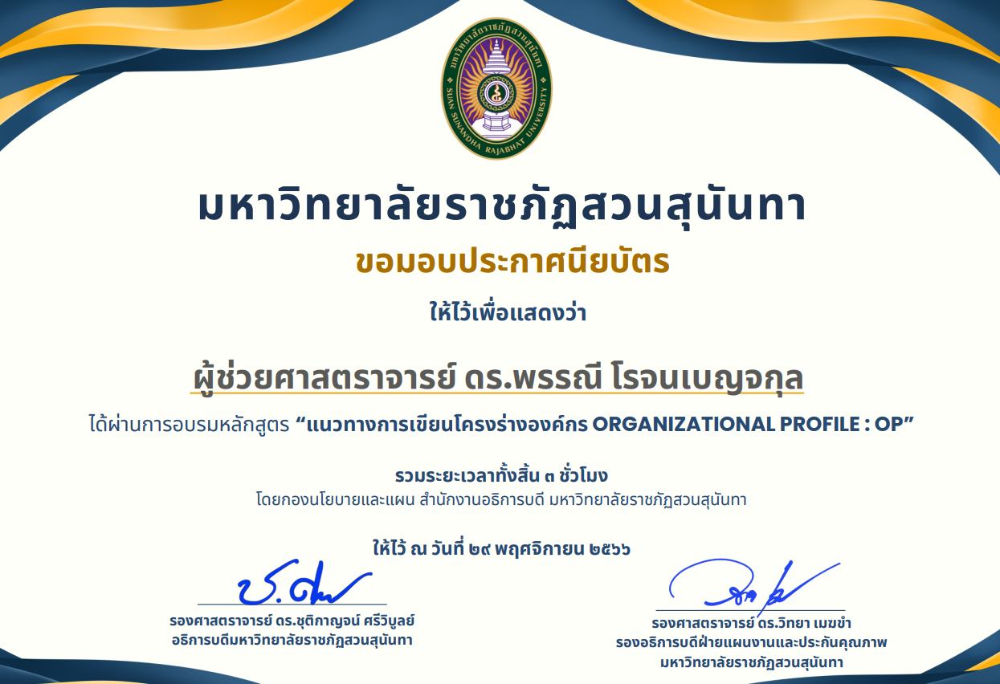 มหาวิทยาลัยราชภัฏสวนสุนันทา
SUAN SUNANDHA RAJABHAT UNIVERSITY
มหาวิทยาลัยราชภัฏสวนสุนันทา
ขอมอบประกาศนียบัตร
ให้ไว้เพื่อแสดงว่า
ผู้ช่วยศาสตราจารย์ ดร.พรรณี โรจนเบญจกุล
ได้ผ่านการอบรมหลักสูตร “แนวทางการเขียนโครงร่างองค์กร ORGANIZATIONAL PROFILE : OP”
รวมระยะเวลาทั้งสิ้น ๓ ชั่วโมง
โดยกองนโยบายและแผน สำนักงานอธิการบดี มหาวิทยาลัยราชภัฏสวนสุนันทา
ให้ไว้ ณ วันที่ ๒๙ พฤศจิกายน ๒๕๖๖
รองศาสตราจารย์ ดร.ชุติกาญจน์ ศรีวิบูลย์
อธิการบดีมหาวิทยาลัยราชภัฏสวนสุนันทา
รองศาสตราจารย์ ดร.วิทยา เมฆขำ
รองอธิการบดีฝ่ายแผนงานและประกันคุณภาพ
มหาวิทยาลัยราชภัฏสวนสุนันทา